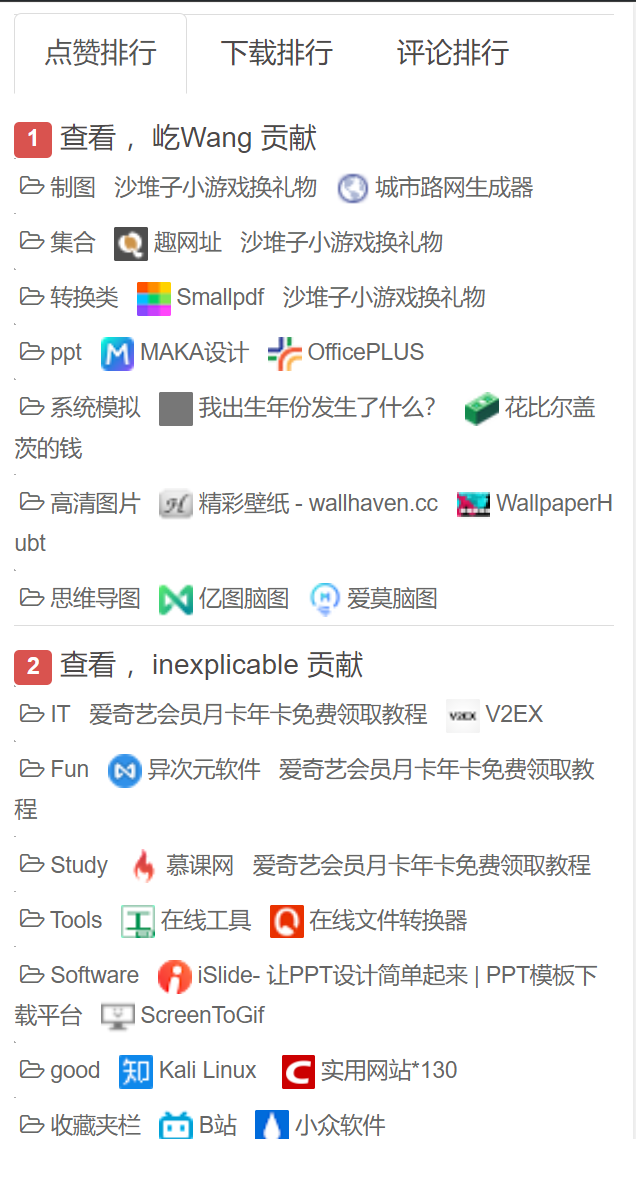 点赞排行 下载排行 评论排行
1 查看 ，屹Wang 贡献
制图 沙堆子小游戏换礼物 城市路网生成器
集合 趣网址 沙堆子小游戏换礼物
转换类 Smallpdf 沙堆子小游戏换礼物
ppt MAKA设计 OfficePLUS
系统模拟 我出生年份发生了什么？ 花比尔盖
茨的钱
高清图片 精彩壁纸 - wallhaven.cc WallpaperH
ubt
思维导图 亿图脑图 爱莫脑图
2 查看 ，inexplicable 贡献
IT 爱奇艺会员月卡年卡免费领取教程 V2EX V2EX
Fun 异次元软件 爱奇艺会员月卡年卡免费领取教
程
Study 慕课网 爱奇艺会员月卡年卡免费领取教程
Tools 在线工具 在线文件转换器
Software iSlide- 让PPT设计简单起来 | PPT模板下
载平台 ScreenToGif
good 知 Kali Linux 实用网站*130
收藏夹栏 B站 小众软件